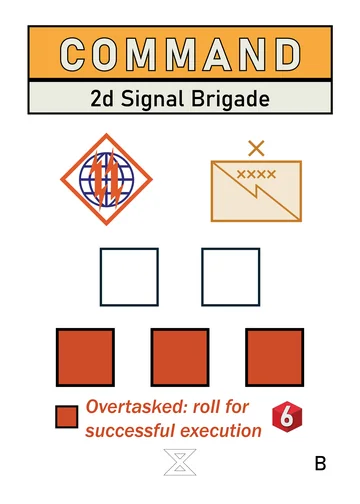 COMMAND
2d Signal Brigade
X
XXXX
Overtasked: roll for
successful execution
6
B